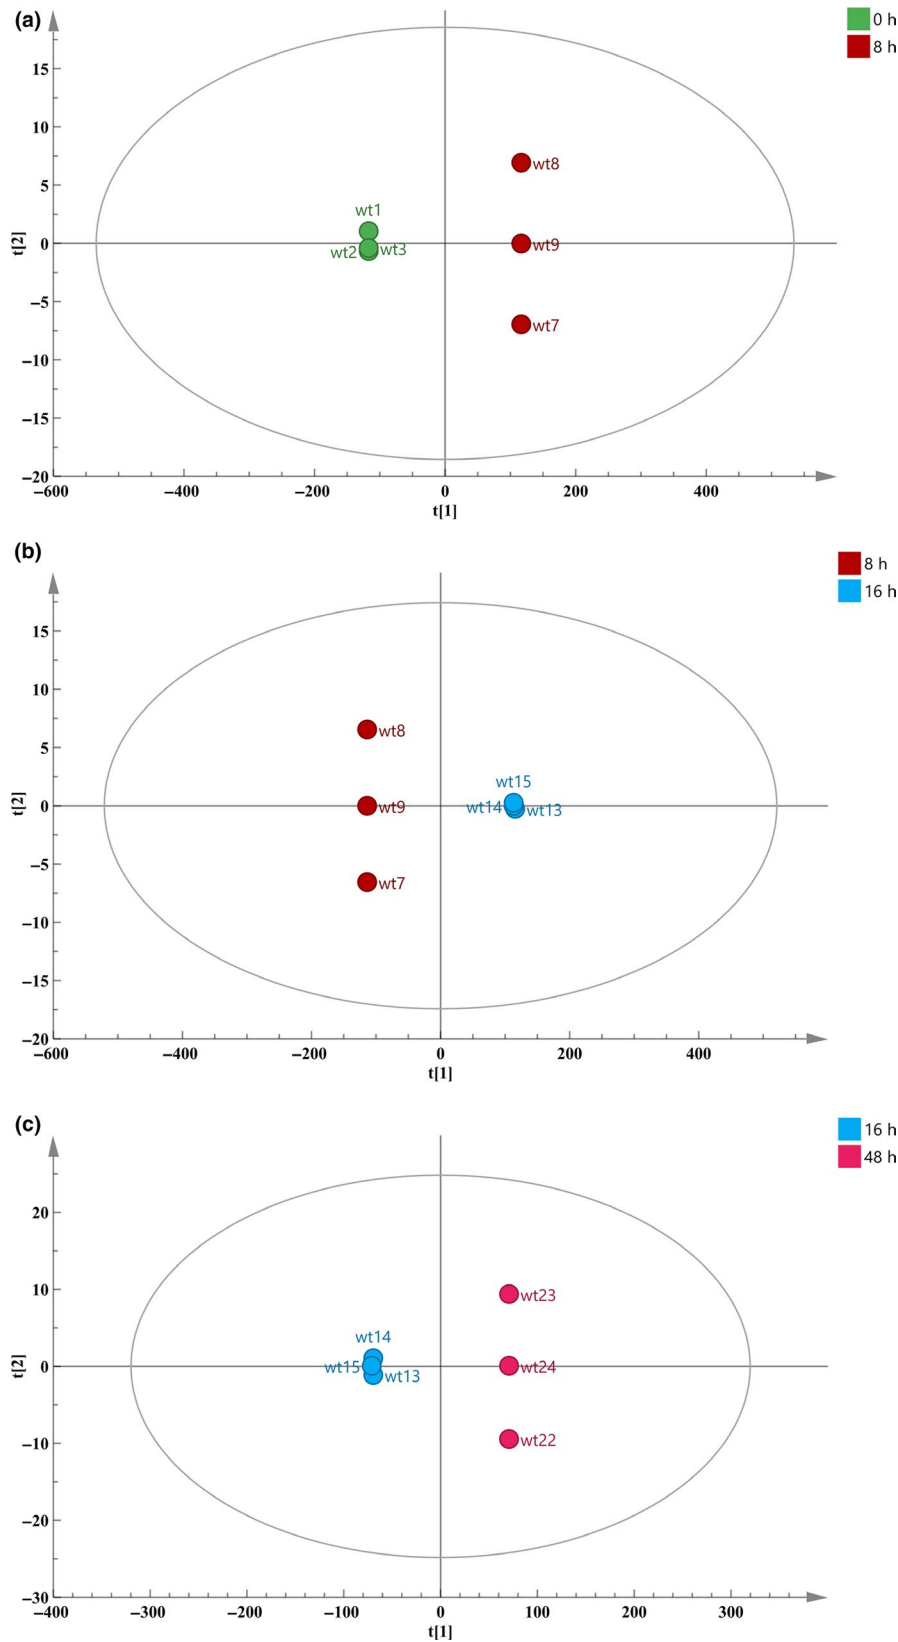 (a)
0 h
8 h
15
10
5
0
−5
−10
−15
−20
t[2]
wt8
wt1
wt9
wt2
wt3
wt7
−600 −400 −200 0 200 400
t[1]
(b)
8 h
16 h
15
10
5
0
−5
−10
−15
−20
t[2]
wt8
wt15
wt9
wt14
wt13
wt7
−600 −400 −200 0 200 400
t[1]
(c)
16 h
48 h
20
10
0
−10
−20
−30
t[2]
wt23
wt14
wt15
wt24
wt13
wt22
−400 −300 −200 −100 0 100 200 300
t[1]